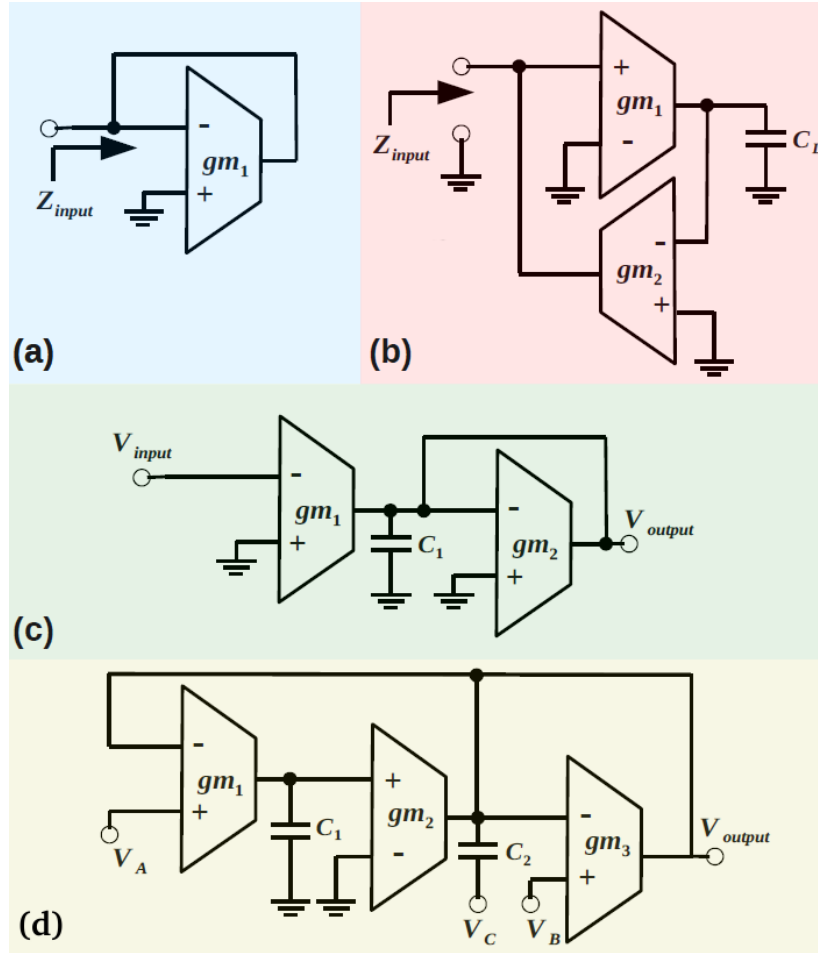 -
gm1
+
Zinput
(a)
+
gm1
-
Zinput
CL
-
gm2
+
(b)
Vinput
-
gm1
+
C1
-
gm2
+
Voutput
(c)
-
gm1
+
VA
C1
+
gm2
-
C2
VC
-
gm3
+
VB
Voutput
(d)